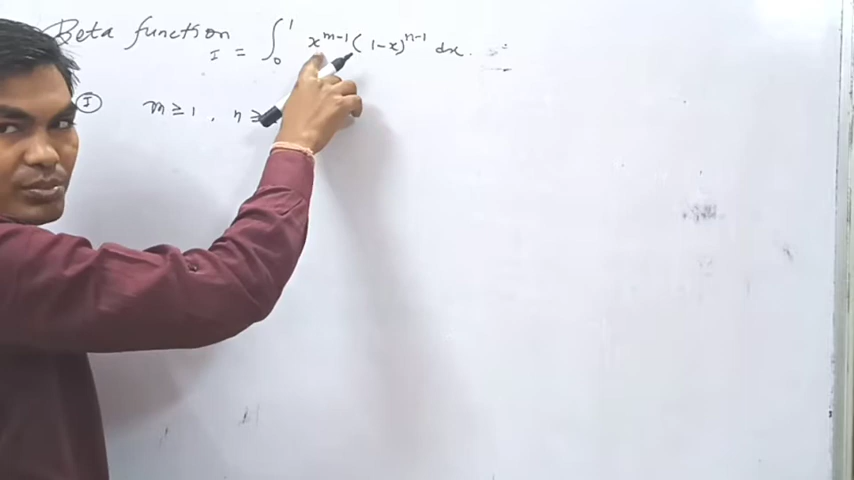 Beta function
I = ∫₀¹ x^{m-1} (1-x)^{n-1} dx.
I m ≥ 1 , n ≥